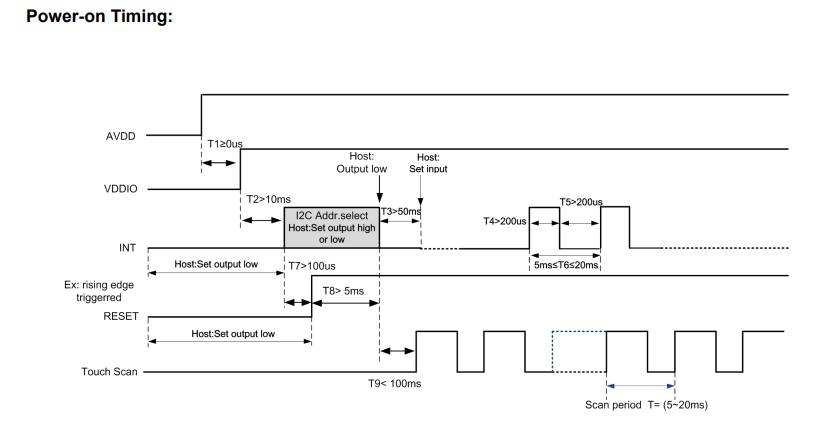 Power-on Timing:
AVDD
T1≥0us
VDDIO
Host:
Output low
Host:
Set input
T2>10ms
I2C Addr.select
Host:Set output high
or low
T3>50ms
T4>200us
T5>200us
INT
Host:Set output low
T7>100us
5ms≤T6≤20ms
Ex: rising edge
triggerred
T8> 5ms
RESET
Host:Set output low
Touch Scan
T9< 100ms
Scan period T= (5~20ms)